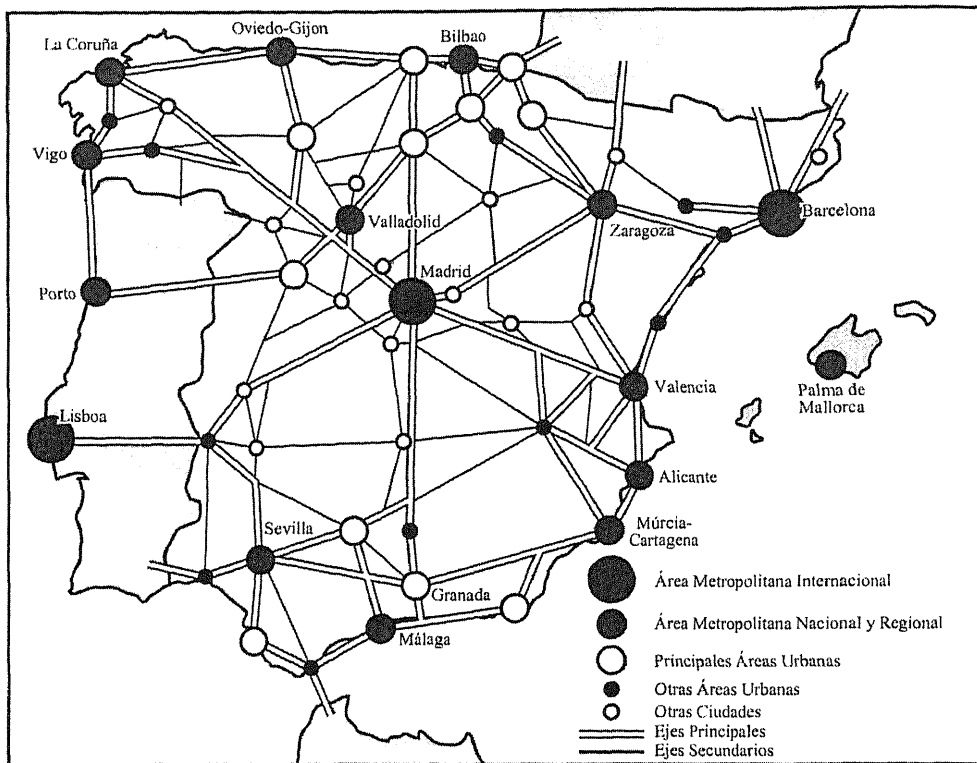 Oviedo-Gijon
La Coruña
Bilbao
Vigo
Valladolid
Zaragoza
Barcelona
Madrid
Porto
Valencia
Palma de
Mallorca
Lisboa
Alicante
Sevilla
Múrcia-
Cartagena
Granada
Málaga
Área Metropolitana Internacional
Área Metropolitana Nacional y Regional
Principales Áreas Urbanas
Otras Áreas Urbanas
Otras Ciudades
Ejes Principales
Ejes Secundarios